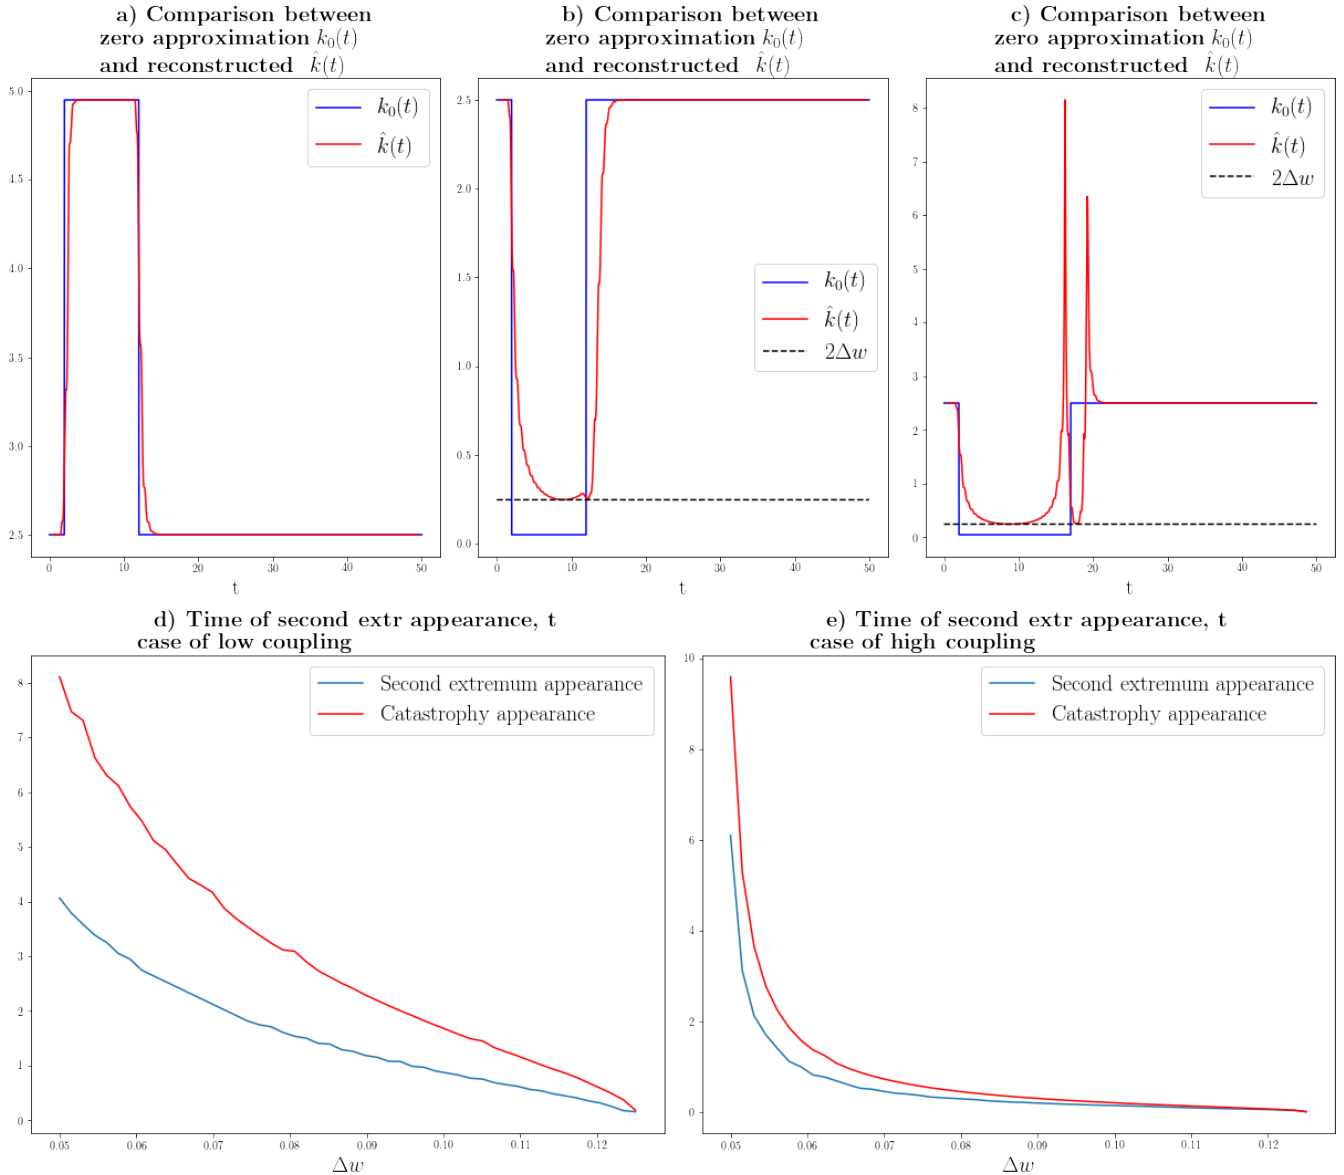 a) Comparison between
zero approximation k₀(t)
and reconstructed k̂(t)
5.0
4.5
4.0
3.5
3.0
2.5
0
10
20
30
40
50
t
k₀(t)
k̂(t)
b) Comparison between
zero approximation k₀(t)
and reconstructed k̂(t)
2.5
2.0
1.5
1.0
0.5
0.0
0
10
20
30
40
50
t
k₀(t)
k̂(t)
2Δw
c) Comparison between
zero approximation k₀(t)
and reconstructed k̂(t)
8
7
6
5
4
3
2
1
0
0
10
20
30
40
50
t
k₀(t)
k̂(t)
2Δw
d) Time of second extr appearance, t
case of low coupling
8
7
6
5
4
3
2
1
0
0.05
0.06
0.07
0.08
0.09
0.10
0.11
0.12
Δw
Second extremum appearance
Catastrophy appearance
e) Time of second extr appearance, t
case of high coupling
10
8
6
4
2
0
0.05
0.06
0.07
0.08
0.09
0.10
0.11
0.12
Δw
Second extremum appearance
Catastrophy appearance